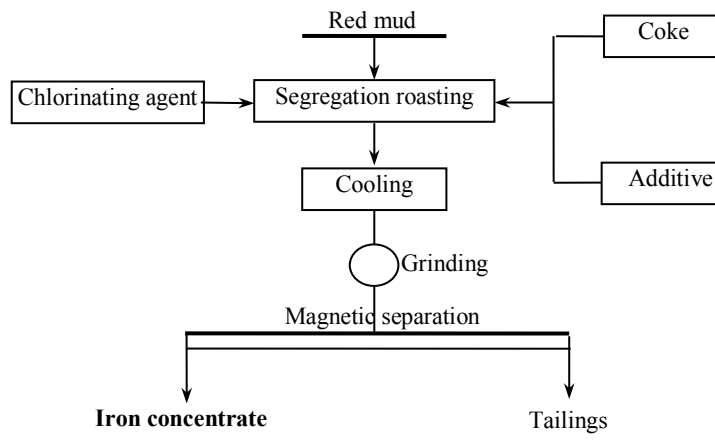 Red mud
Coke
Chlorinating agent
Segregation roasting
Cooling
Additive
Grinding
Magnetic separation
Iron concentrate
Tailings